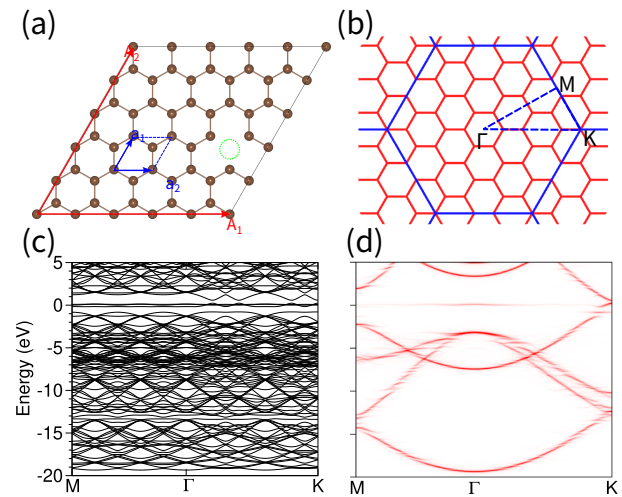 (a)
A2
a1
a2
A1
(b)
M
Γ
K
(c)
Energy (eV)
5
0
-5
-10
-15
-20
M
Γ
K
(d)
M
Γ
K